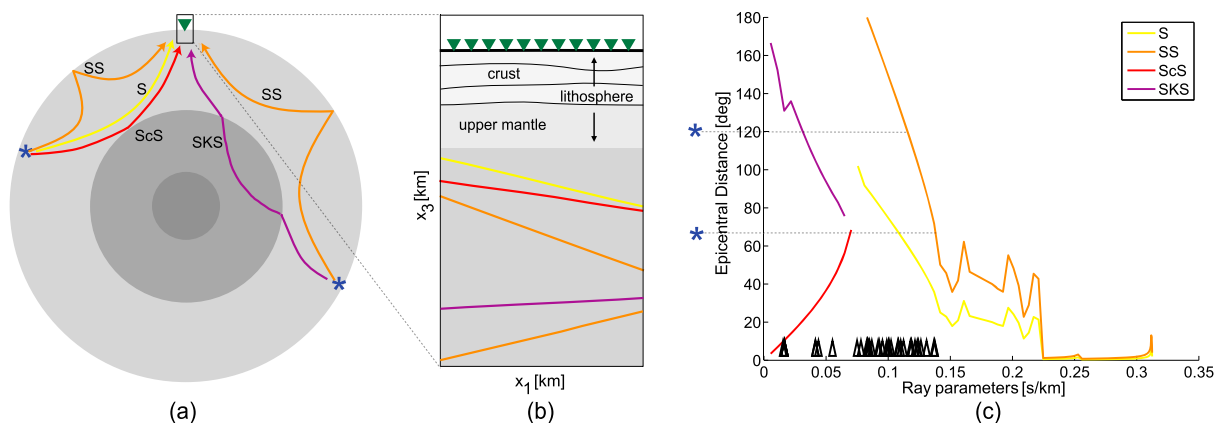 SS
S
ScS
SKS
SS
(a)
crust
lithosphere
upper mantle
x3 [km]
x1 [km]
(b)
S
SS
ScS
SKS
Epicentral Distance [deg]
180
160
140
120
100
80
60
40
20
0
0
0.05
0.1
0.15
0.2
0.25
0.3
0.35
Ray parameters [s/km]
(c)